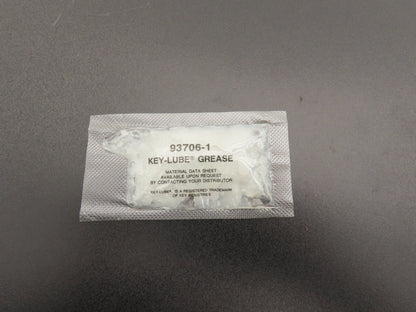 93706-1
KEY-LUBE® GREASE
MATERIAL DATA SHEET
AVAILABLE UPON REQUEST
BY CONTACTING YOUR DISTRIBUTOR
KEY-LUBE® IS A REGISTERED TRADEMARK
OF KEY INDUSTRIES